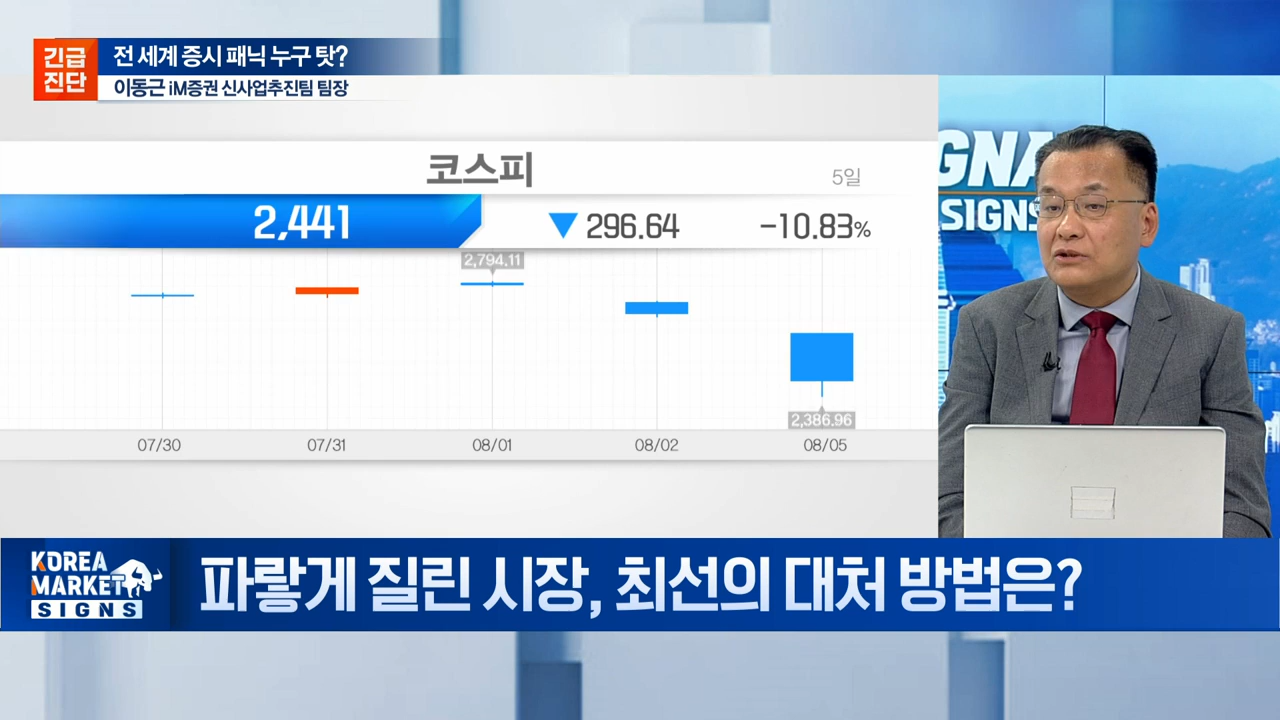 긴급
진단
전 세계 증시 패닉 누구 탓?
이동근 iM증권 신사업추진팀 팀장
코스피
5일
2,441
▼ 296.64
-10.83%
2,794.11
2,386.96
07/30
07/31
08/01
08/02
08/05
GNA
SIGNS
KOREA
MARKET
SIGNS
파랗게 질린 시장, 최선의 대처 방법은?